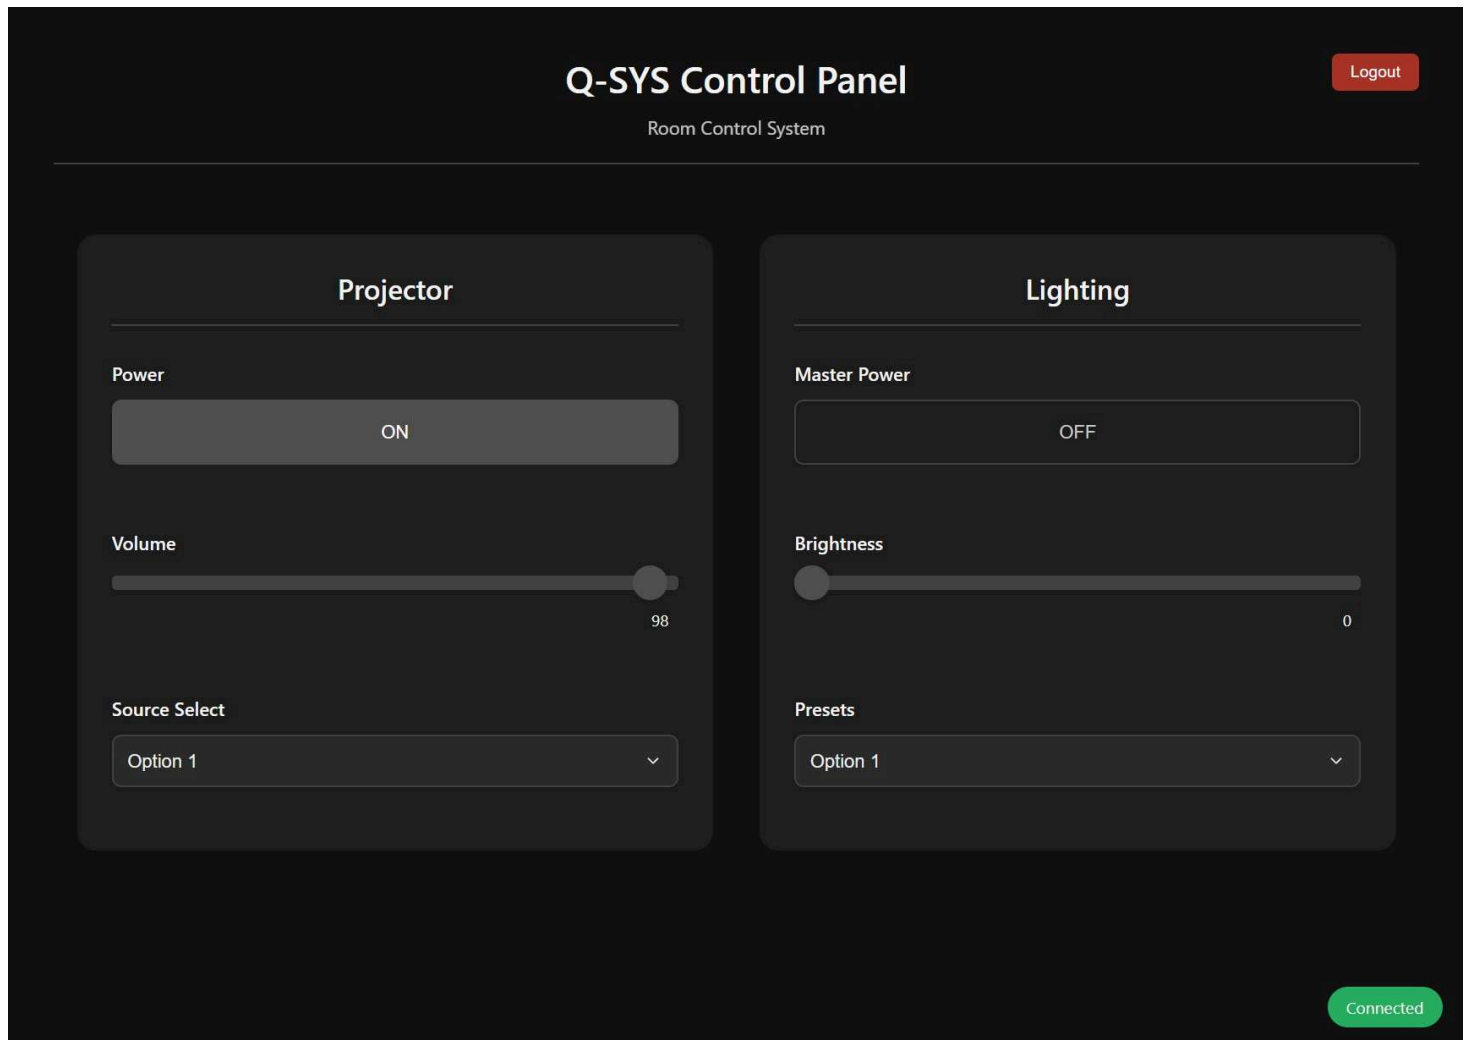 Q-SYS Control Panel
Logout
Room Control System
Projector
Power
ON
Volume
98
Source Select
Option 1
Lighting
Master Power
OFF
Brightness
0
Presets
Option 1
Connected